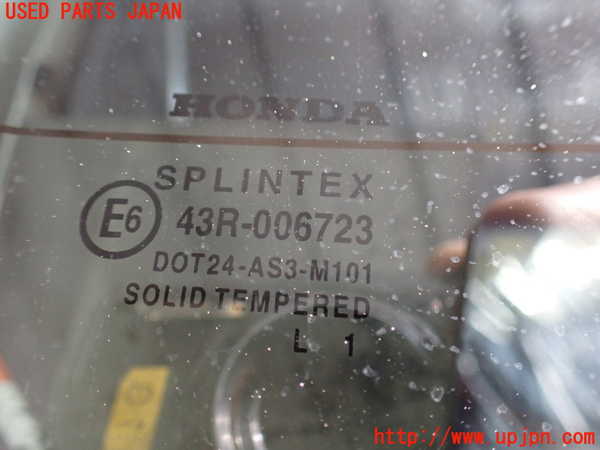 USED PARTS JAPAN
HONDA
SPLINTEX
E6 43R-006723
DOT24-AS3-M101
SOLID TEMPERED
L 1
http://www.upjpn.com